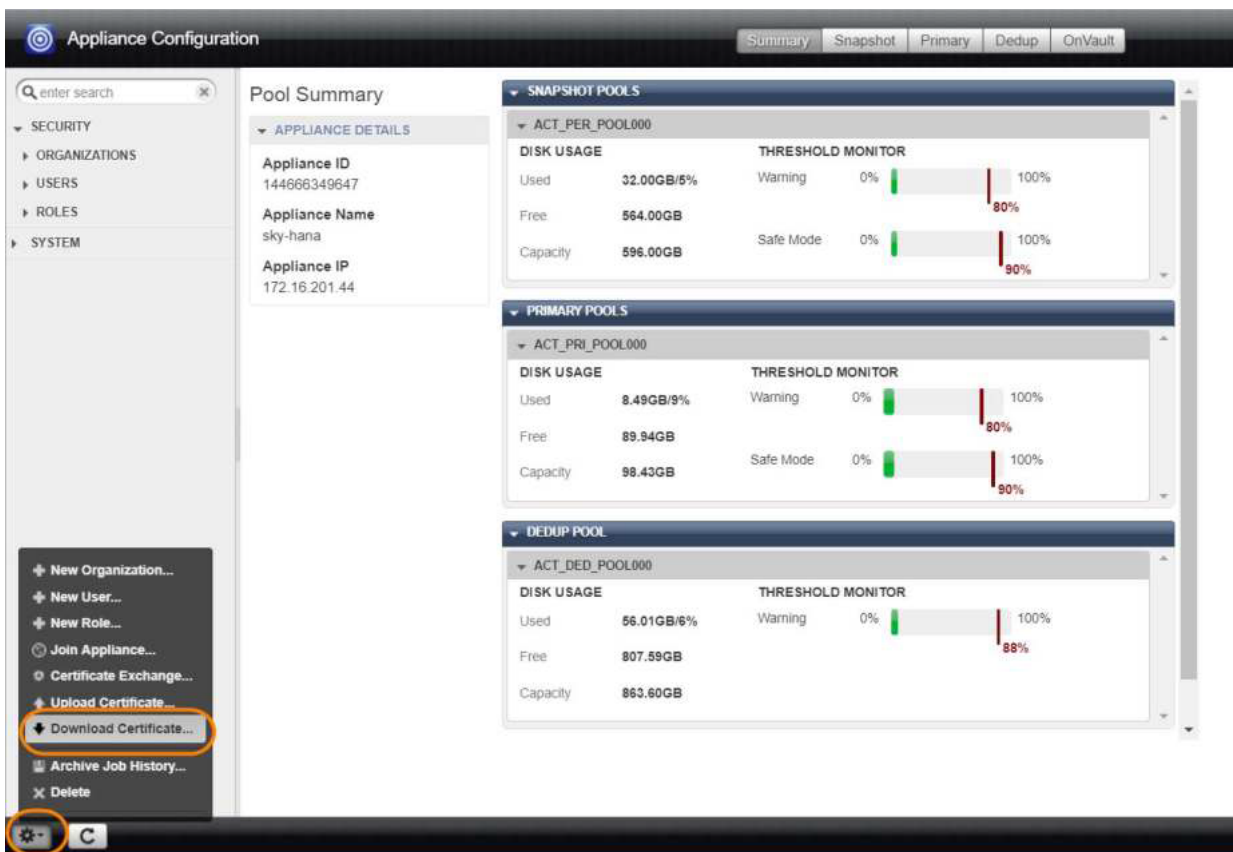 Appliance Configuration
Summary Snapshot Primary Dedup OnVault
enter search
SECURITY
ORGANIZATIONS
USERS
ROLES
SYSTEM
Pool Summary
APPLIANCE DETAILS
Appliance ID
144666349647
Appliance Name
sky-hana
Appliance IP
172.16.201.44
SNAPSHOT POOLS
ACT_PER_POOL000
DISK USAGE THRESHOLD MONITOR
Used 32.00GB/5% Warning 0% 100%
80%
Free 564.00GB
Safe Mode 0% 100%
Capacity 596.00GB
90%
PRIMARY POOLS
ACT_PRI_POOL000
DISK USAGE THRESHOLD MONITOR
Used 8.49GB/9% Warning 0% 100%
80%
Free 89.94GB
Safe Mode 0% 100%
Capacity 98.43GB
90%
DEDUP POOL
ACT_DED_POOL000
DISK USAGE THRESHOLD MONITOR
Used 56.01GB/6% Warning 0% 100%
88%
Free 807.59GB
Capacity 863.60GB
New Organization...
New User...
New Role...
Join Appliance...
Certificate Exchange...
Upload Certificate...
Download Certificate...
Archive Job History...
Delete